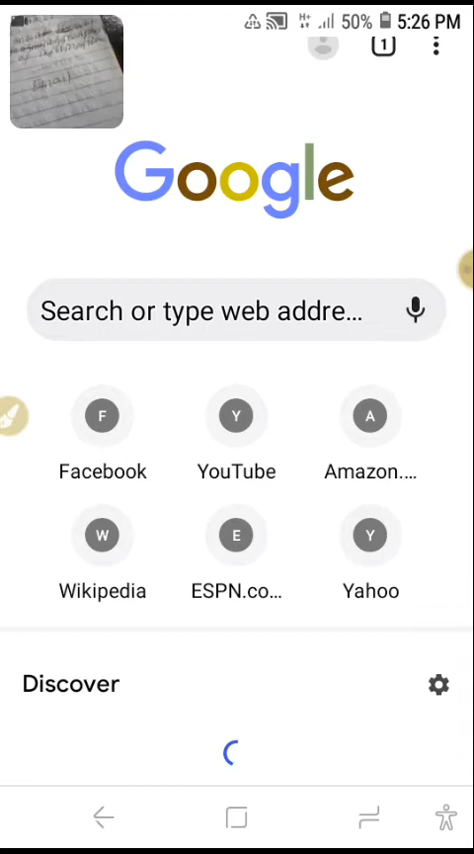 50% 5:26 PM
1
Google
Search or type web addre...
F Y A
Facebook YouTube Amazon....
W E Y
Wikipedia ESPN.co... Yahoo
Discover